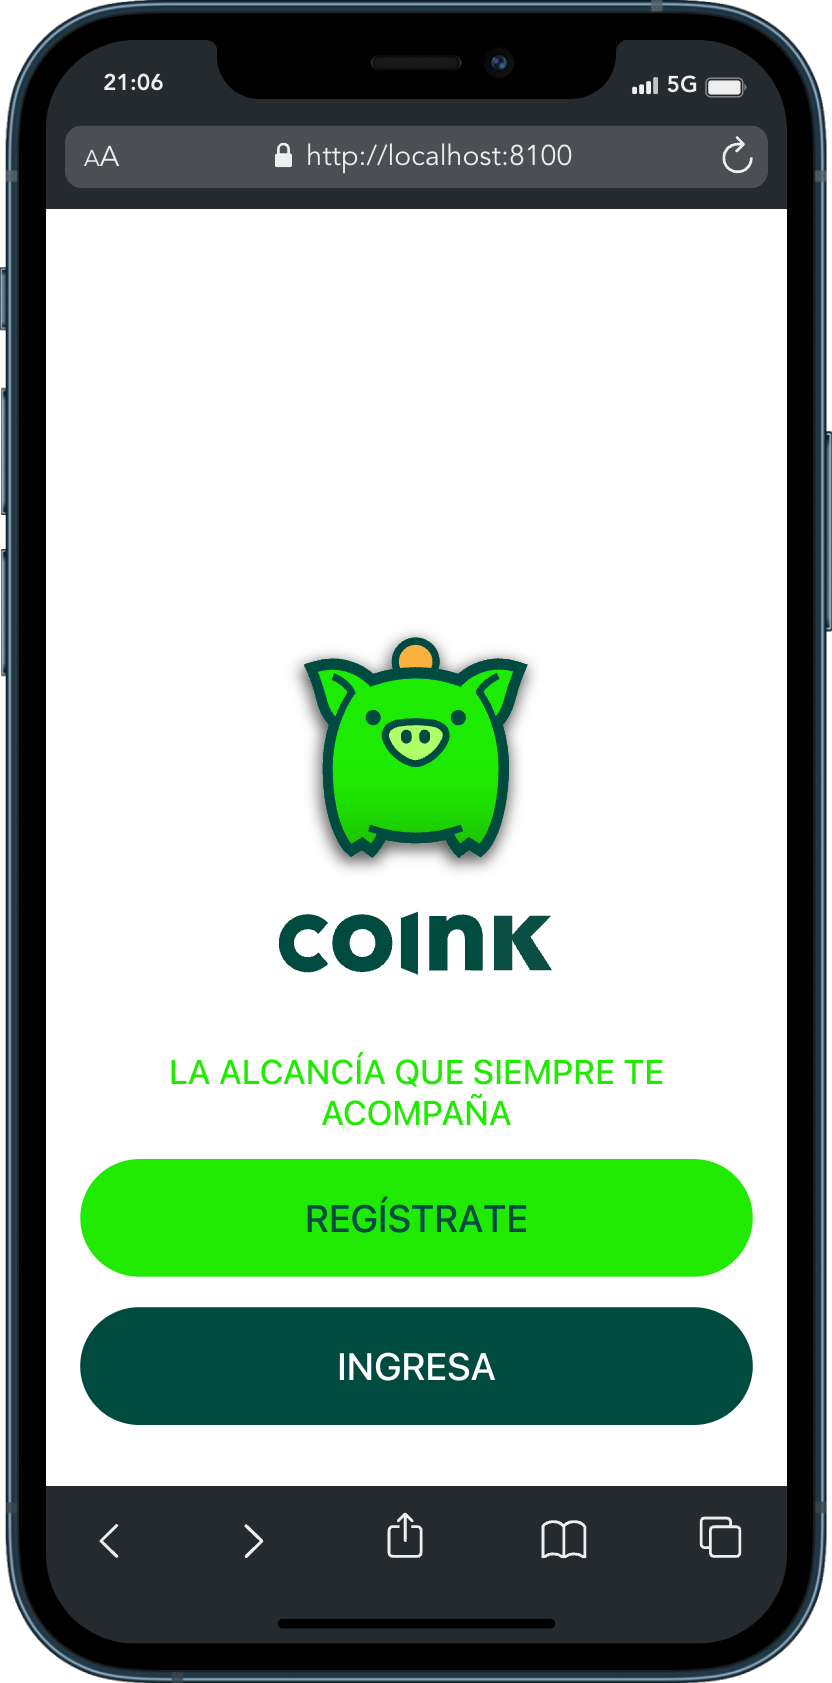 21:06
5G
AA
http://localhost:8100
coink
LA ALCANCÍA QUE SIEMPRE TE
ACOMPAÑA
REGÍSTRATE
INGRESA